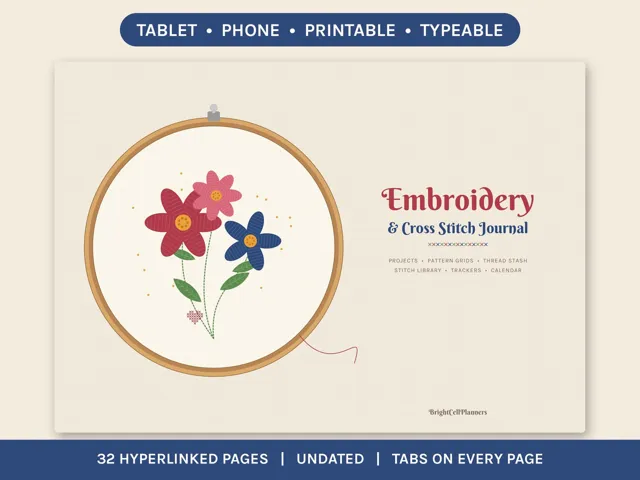 TABLET • PHONE • PRINTABLE • TYPEABLE
Embroidery
& Cross Stitch Journal
PROJECTS • PATTERN GRIDS • THREAD STASH
STITCH LIBRARY • TRACKERS • CALENDAR
BrightCellPlanners
32 HYPERLINKED PAGES | UNDATED | TABS ON EVERY PAGE